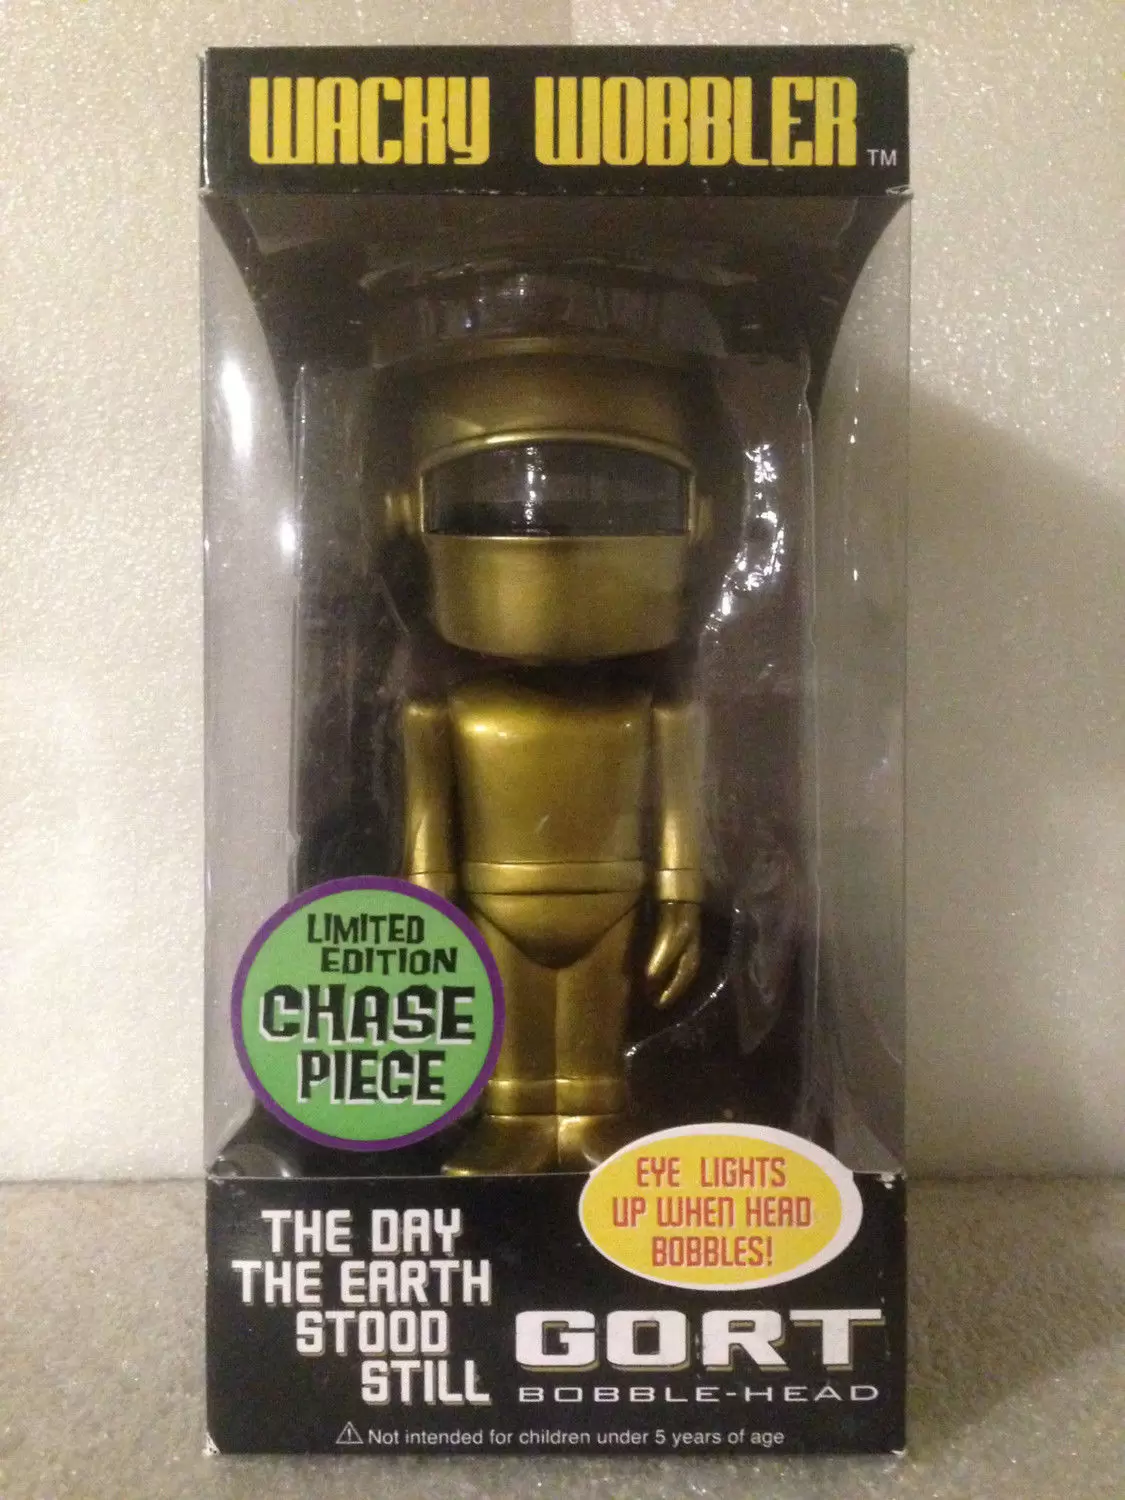 WACKY WOBBLER TM
LIMITED
EDITION
CHASE
PIECE
EYE LIGHTS
UP WHEN HEAD
BOBBLES!
THE DAY
THE EARTH
STOOD
STILL
GORT
BOBBLE-HEAD
Not intended for children under 5 years of age